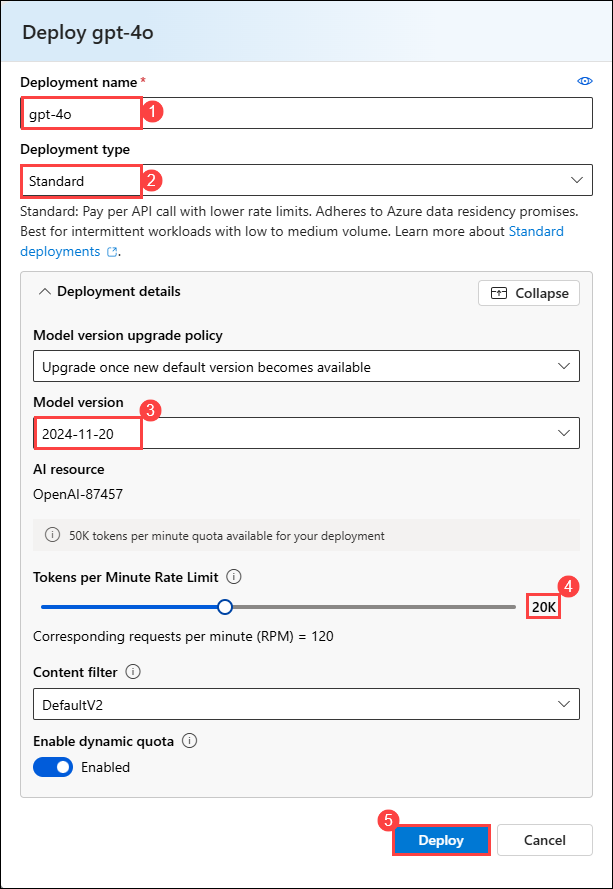 Deploy gpt-4o
Deployment name *
gpt-4o
1
Deployment type
Standard
2
Standard: Pay per API call with lower rate limits. Adheres to Azure data residency promises.
Best for intermittent workloads with low to medium volume. Learn more about Standard
deployments .
Deployment details
Collapse
Model version upgrade policy
Upgrade once new default version becomes available
Model version
3
2024-11-20
AI resource
OpenAI-87457
50K tokens per minute quota available for your deployment
Tokens per Minute Rate Limit
4
20K
Corresponding requests per minute (RPM) = 120
Content filter
DefaultV2
Enable dynamic quota
Enabled
5
Deploy
Cancel